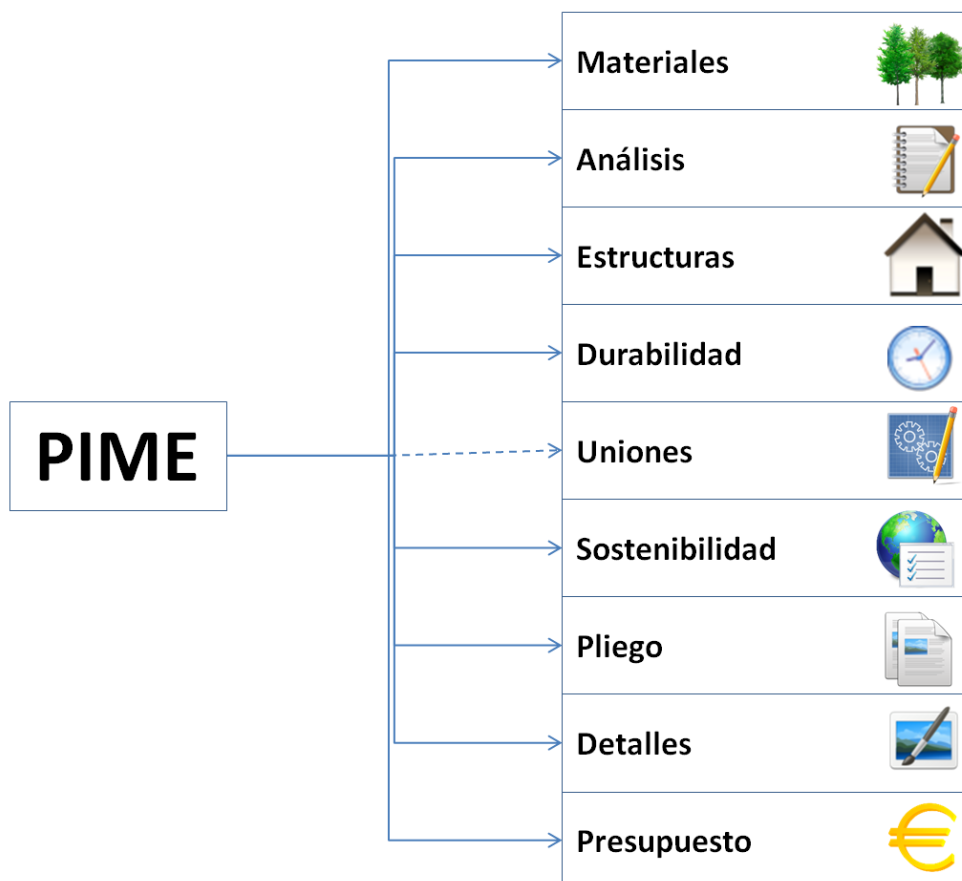 PIME
Materiales
Análisis
Estructuras
Durabilidad
Uniones
Sostenibilidad
Pliego
Detalles
Presupuesto